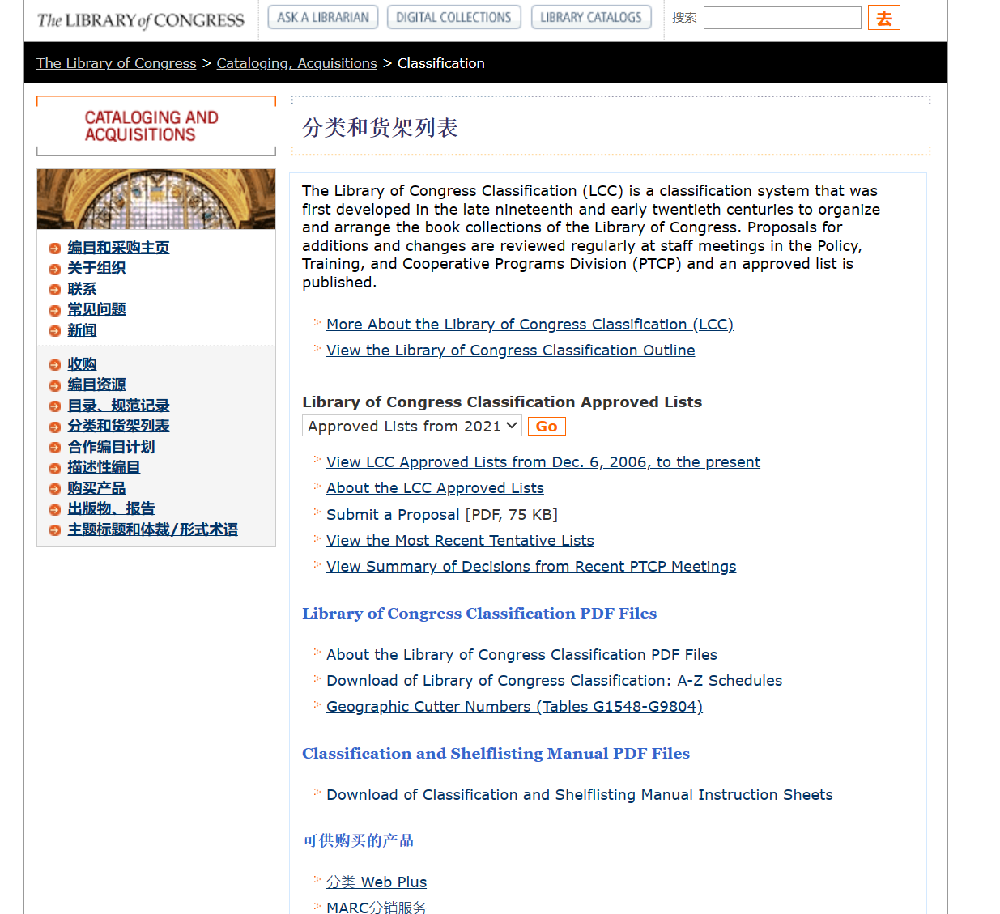 The LIBRARY of CONGRESS
ASK A LIBRARIAN
DIGITAL COLLECTIONS
LIBRARY CATALOGS
搜索
去
The Library of Congress > Cataloging, Acquisitions > Classification
CATALOGING AND
ACQUISITIONS
编目和采购主页
关于组织
联系
常见问题
新闻
收购
编目资源
目录、规范记录
分类和货架列表
合作编目计划
描述性编目
购买产品
出版物、报告
主题标题和体裁/形式术语
分类和货架列表
The Library of Congress Classification (LCC) is a classification system that was
first developed in the late nineteenth and early twentieth centuries to organize
and arrange the book collections of the Library of Congress. Proposals for
additions and changes are reviewed regularly at staff meetings in the Policy,
Training, and Cooperative Programs Division (PTCP) and an approved list is
published.
More About the Library of Congress Classification (LCC)
View the Library of Congress Classification Outline
Library of Congress Classification Approved Lists
Approved Lists from 2021
Go
View LCC Approved Lists from Dec. 6, 2006, to the present
About the LCC Approved Lists
Submit a Proposal [PDF, 75 KB]
View the Most Recent Tentative Lists
View Summary of Decisions from Recent PTCP Meetings
Library of Congress Classification PDF Files
About the Library of Congress Classification PDF Files
Download of Library of Congress Classification: A-Z Schedules
Geographic Cutter Numbers (Tables G1548-G9804)
Classification and Shelflisting Manual PDF Files
Download of Classification and Shelflisting Manual Instruction Sheets
可供购买的产品
分类 Web Plus
MARC分销服务